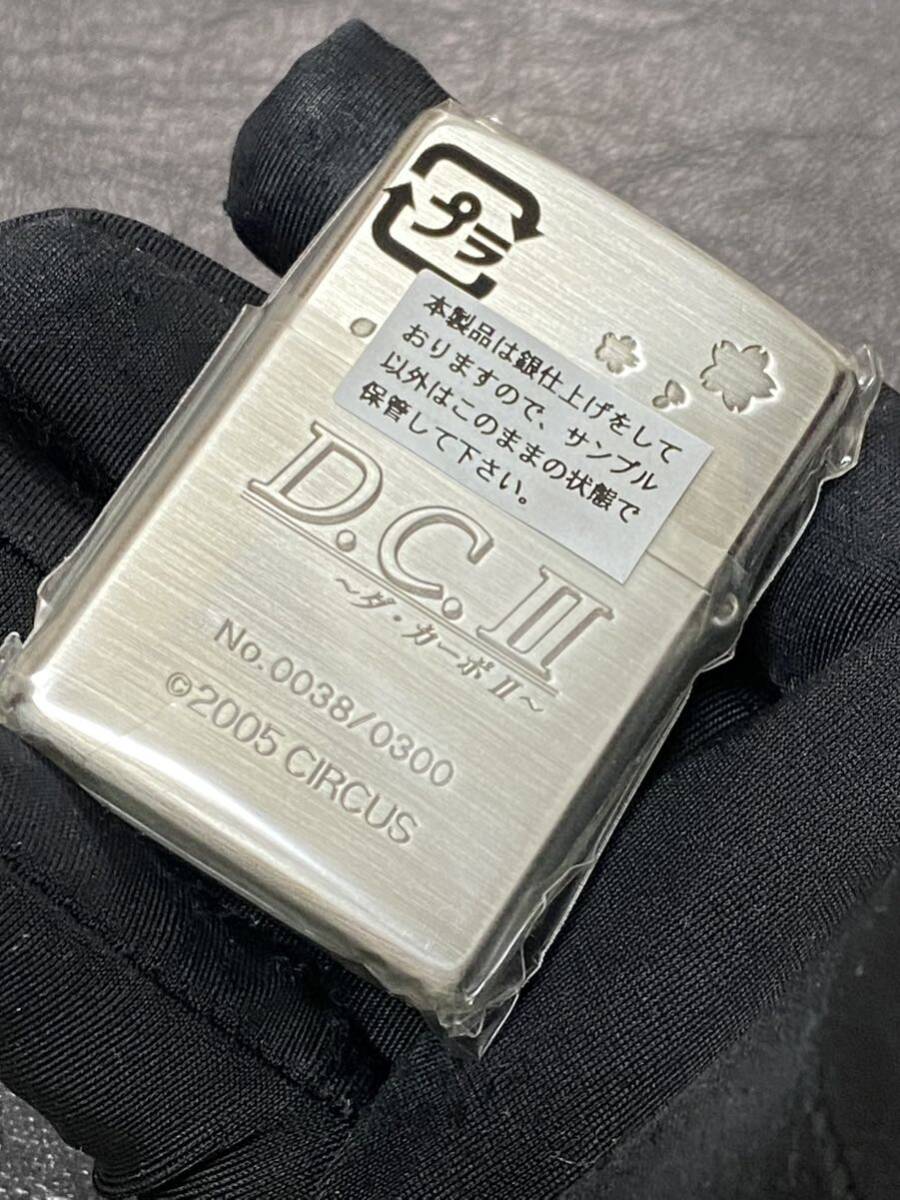 プラ
本製品は銀仕上げをして
おりますので、サンプル
以外はこのままの状態で
保管して下さい。
D.C.II
～ダ・カーポⅡ～
No.0038/0300
©2005 CIRCUS